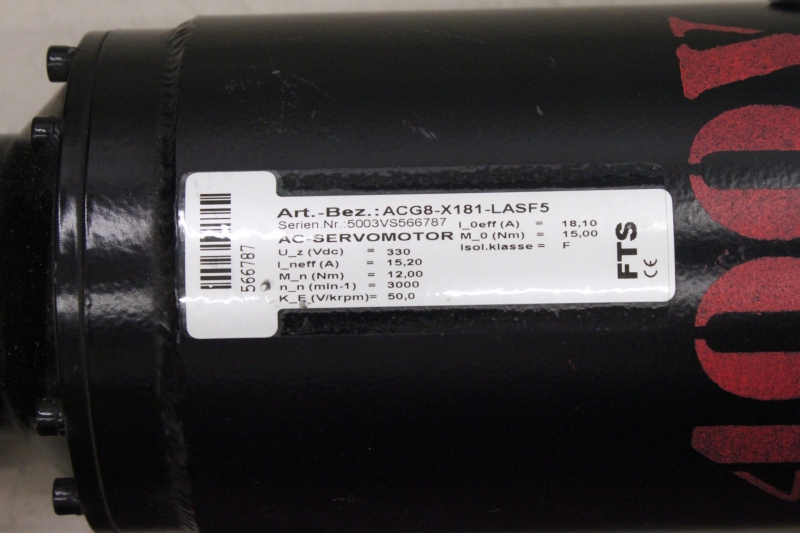 Art.-Bez.: ACG8-X181-LASF5
Serien.Nr.:5003VS566787 I_0eff (A) = 18,10
AC-SERVOMOTOR M_0 (Nm) = 15,00
U_z (Vdc) = 330 Isol.klasse = F
I_neff (A) = 15,20
M_n (Nm) = 12,00
n_n (min-1) = 3000
K_E (V/krpm)= 50,0
566787
FTS
CE
400V